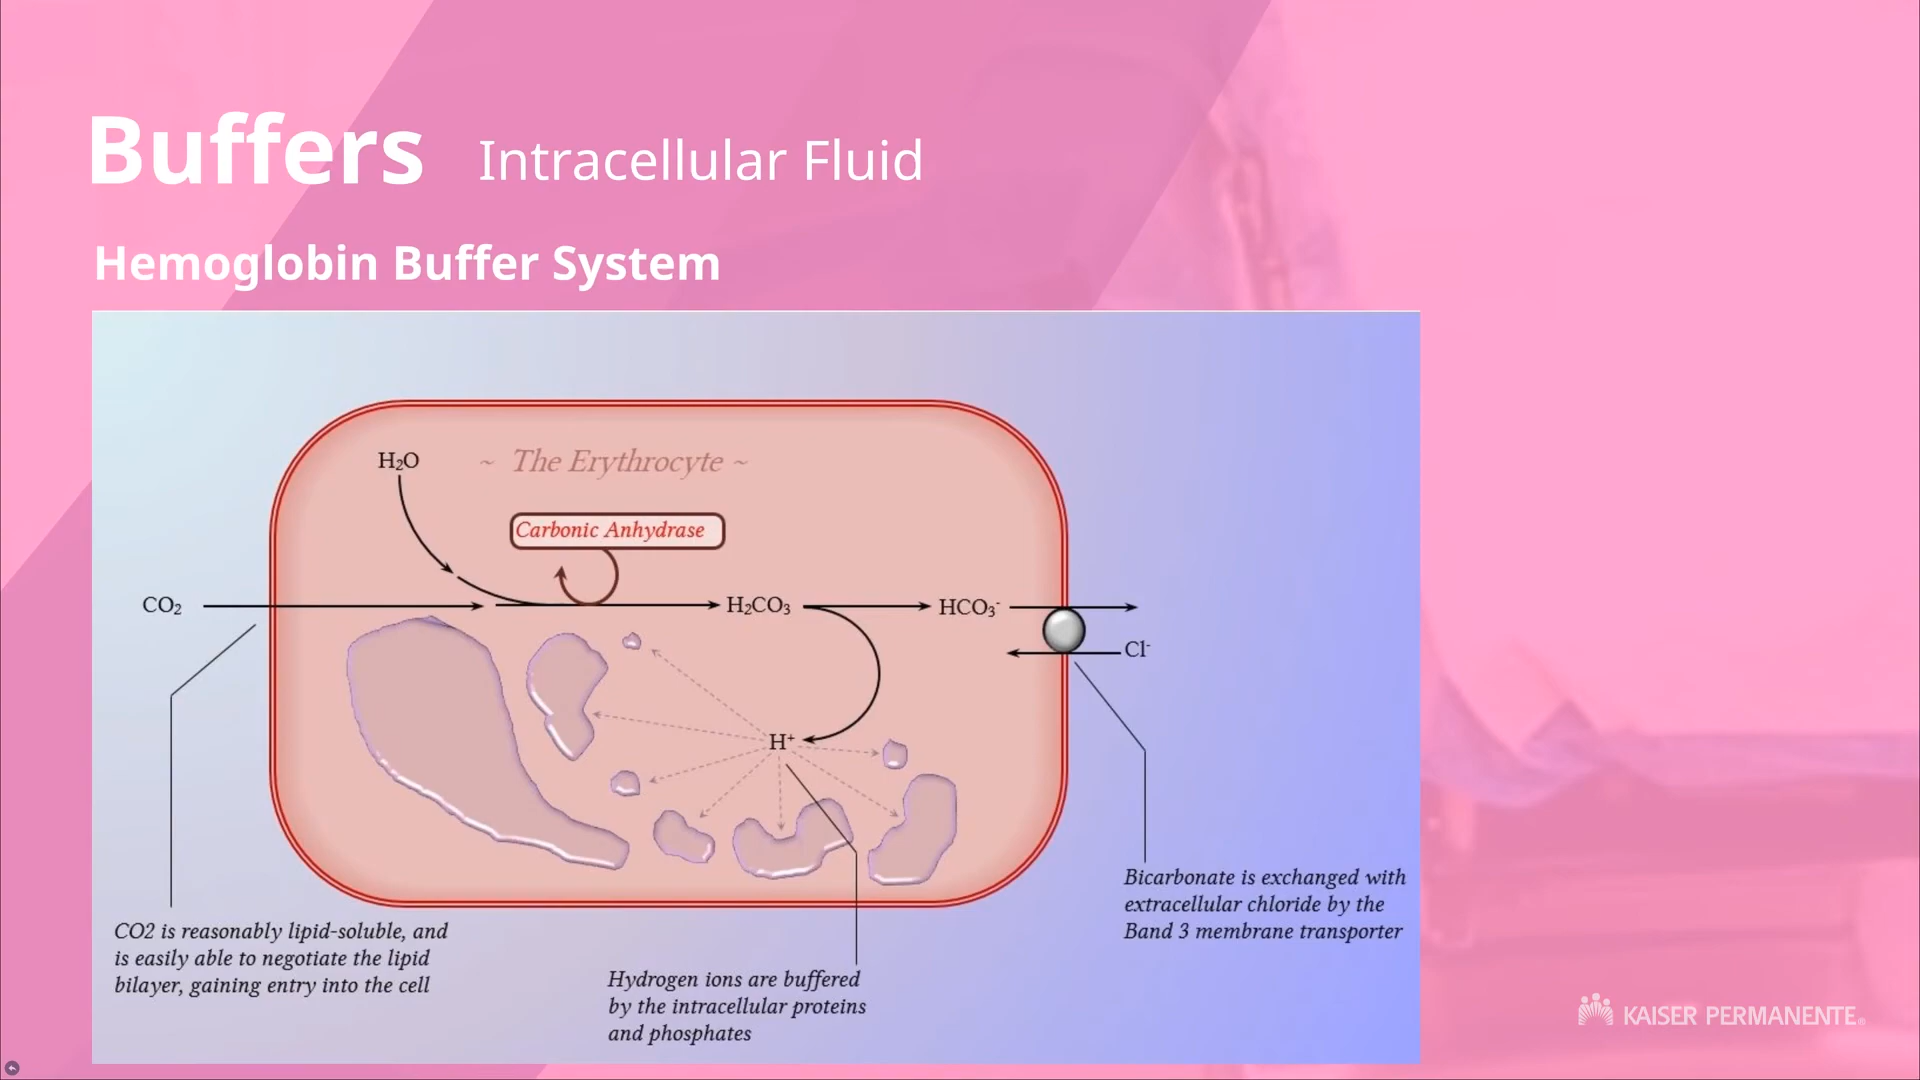 Buffers Intracellular Fluid
Hemoglobin Buffer System
H₂O
~ The Erythrocyte ~
Carbonic Anhydrase
CO₂
H₂CO₃
HCO₃⁻
Cl⁻
H⁺
Bicarbonate is exchanged with
extracellular chloride by the
Band 3 membrane transporter
CO2 is reasonably lipid-soluble, and
is easily able to negotiate the lipid
bilayer, gaining entry into the cell
Hydrogen ions are buffered
by the intracellular proteins
and phosphates
KAISER PERMANENTE®